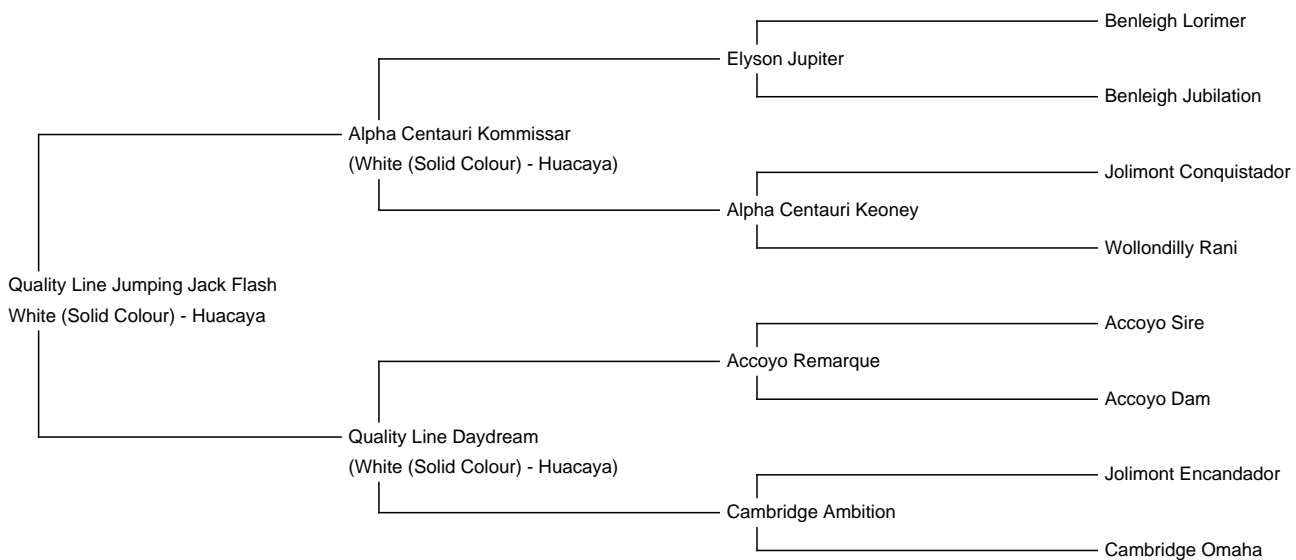 Benleigh Lorimer
Elyson Jupiter
Benleigh Jubilation
Alpha Centauri Kommissar
(White (Solid Colour) - Huacaya)
Jolimont Conquistador
Alpha Centauri Keoney
Wollondilly Rani
Quality Line Jumping Jack Flash
White (Solid Colour) - Huacaya
Accoyo Sire
Accoyo Remarque
Accoyo Dam
Quality Line Daydream
(White (Solid Colour) - Huacaya)
Jolimont Encandador
Cambridge Ambition
Cambridge Omaha